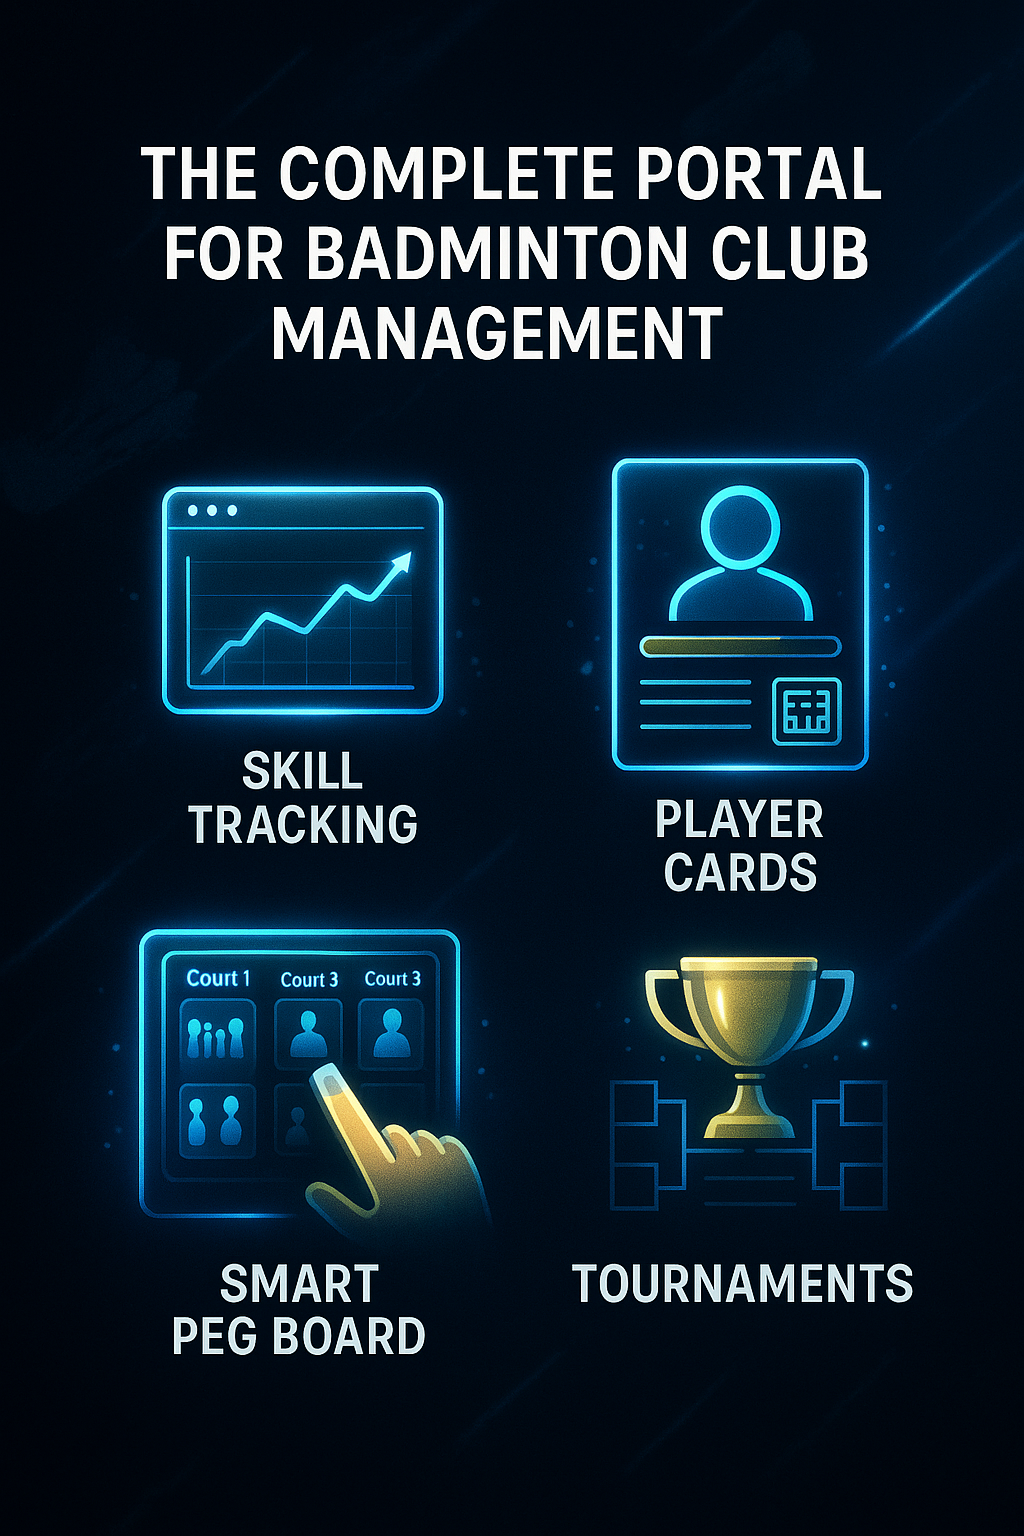 THE COMPLETE PORTAL
FOR BADMINTON CLUB
MANAGEMENT
SKILL
TRACKING
PLAYER
CARDS
Court 1
Court 3
Court 3
SMART
PEG BOARD
TOURNAMENTS